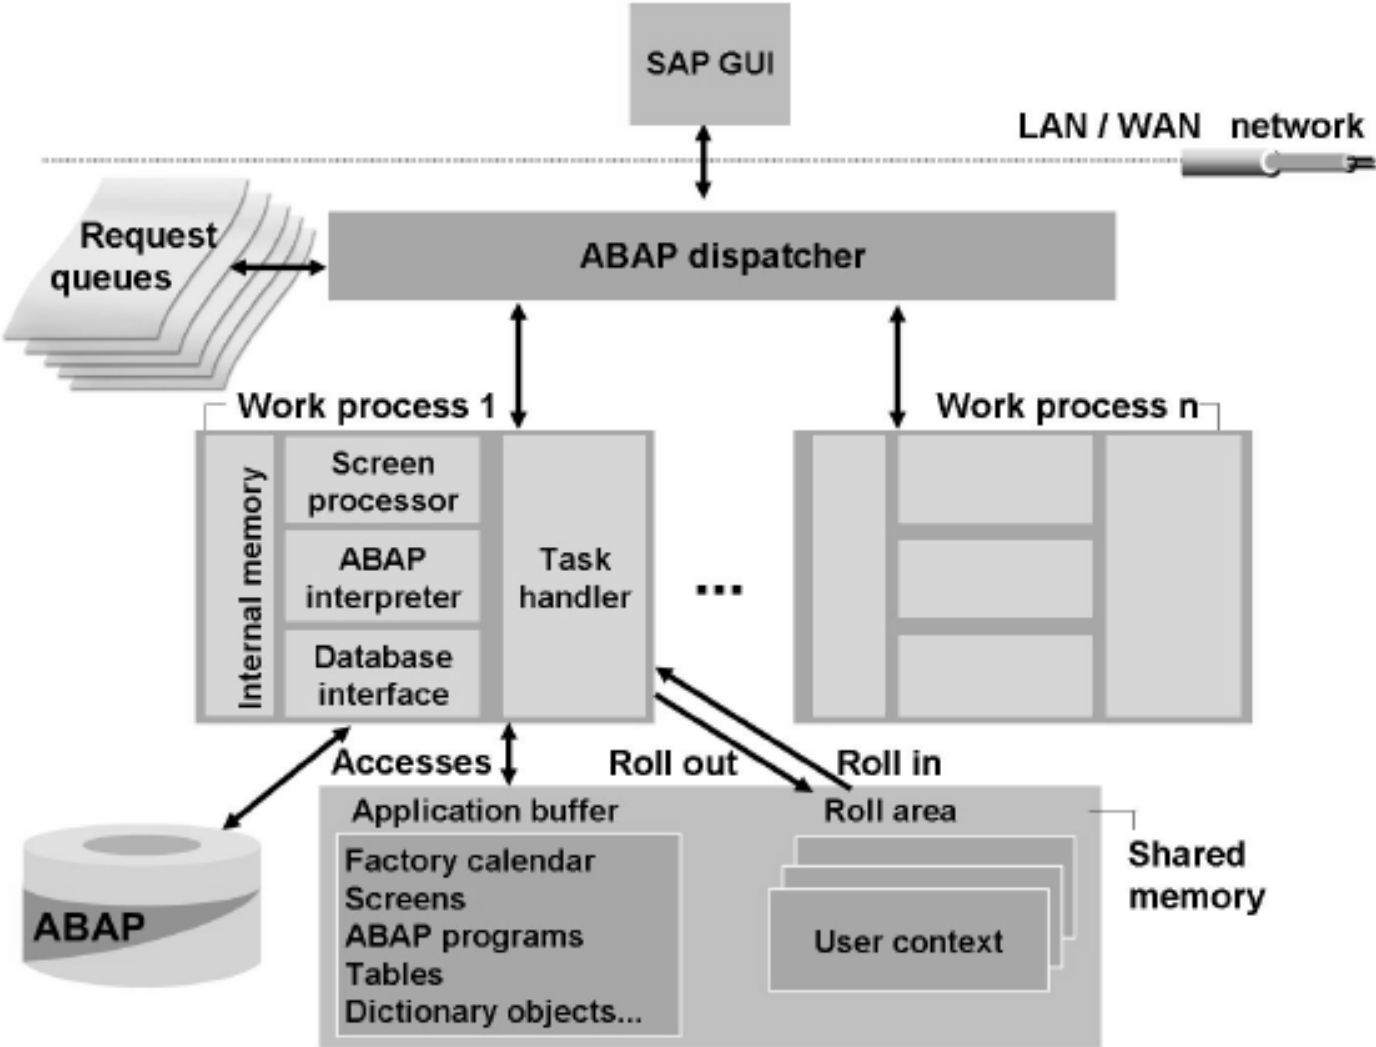 SAP GUI
LAN / WAN network
Request
queues
ABAP dispatcher
Work process 1
Work process n
Internal memory
Screen
processor
ABAP
interpreter
Database
interface
Task
handler
...
Accesses
Roll out
Roll in
Application buffer
Roll area
Factory calendar
Screens
ABAP programs
Tables
Dictionary objects...
User context
Shared
memory
ABAP